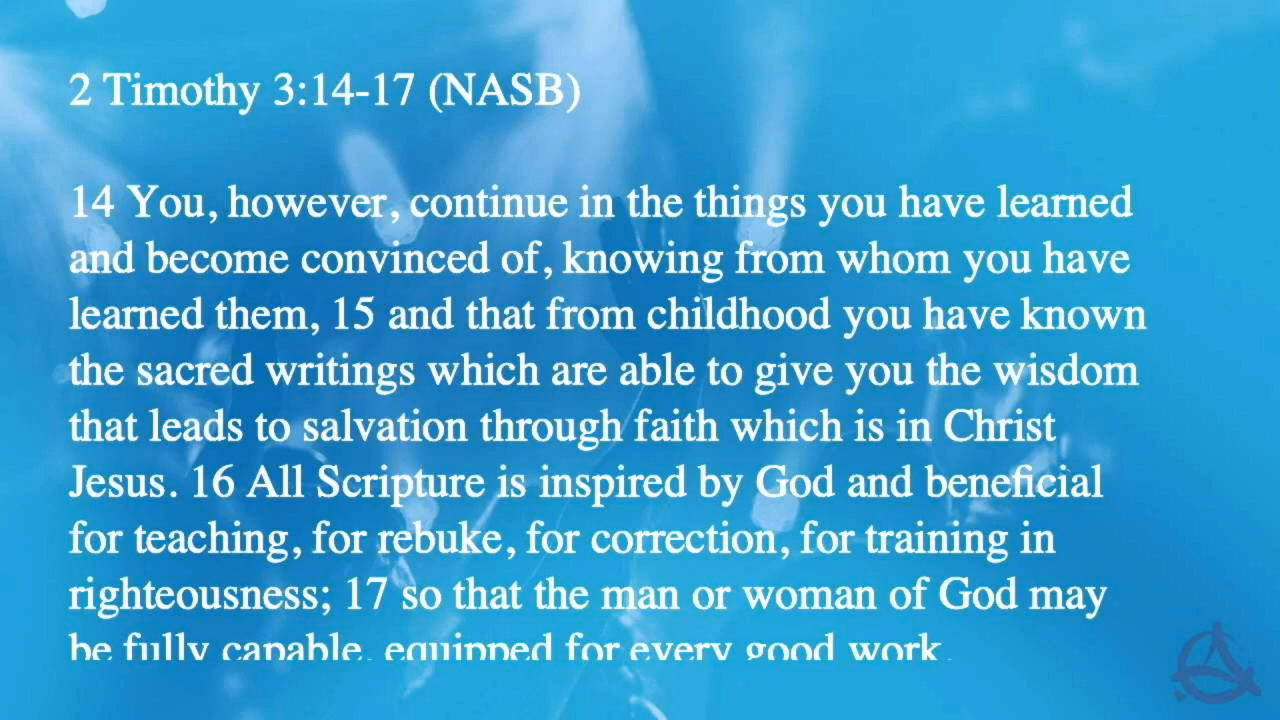 2 Timothy 3:14-17 (NASB)
14 You, however, continue in the things you have learned
and become convinced of, knowing from whom you have
learned them, 15 and that from childhood you have known
the sacred writings which are able to give you the wisdom
that leads to salvation through faith which is in Christ
Jesus. 16 All Scripture is inspired by God and beneficial
for teaching, for rebuke, for correction, for training in
righteousness; 17 so that the man or woman of God may
be fully capable, equipped for every good work.